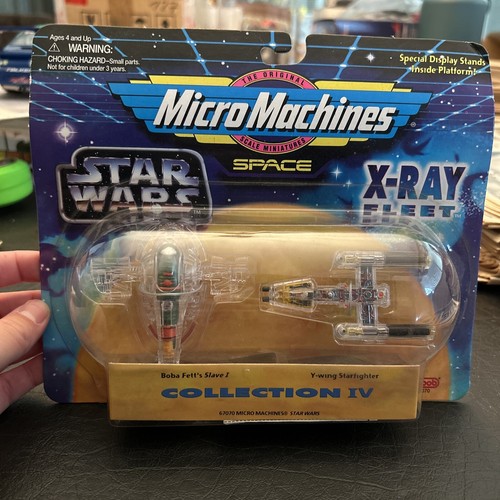 Ages 4 and Up
WARNING:
CHOKING HAZARD-Small parts.
Not for children under 3 years.
Special Display Stands
Inside Platform!
THE ORIGINAL
Micro Machines
SCALE MINIATURES
SPACE
STAR
WARS
X-RAY
FLEET
Boba Fett's Slave I
Y-wing Starfighter
COLLECTION IV
67070 MICRO MACHINES® STAR WARS